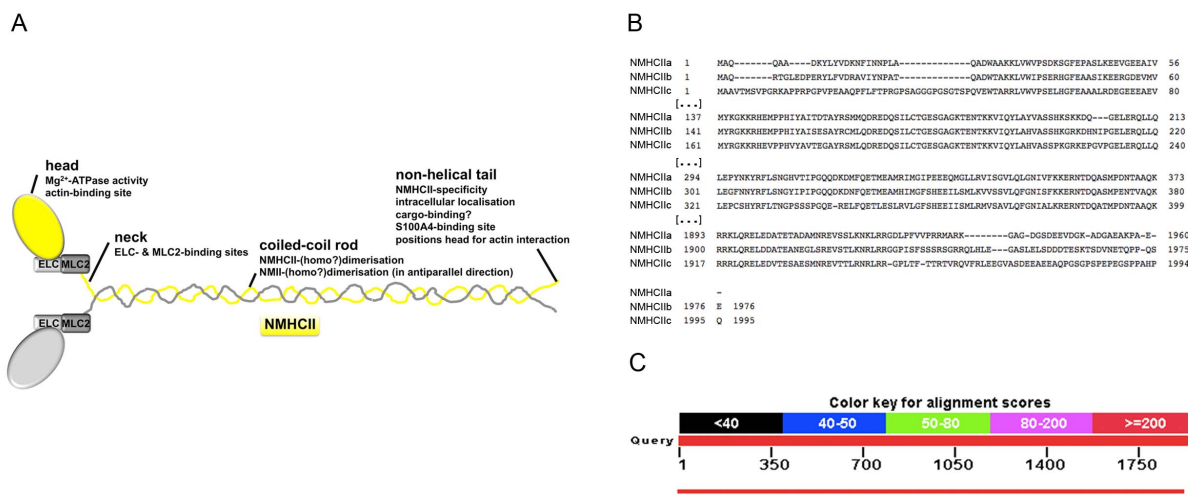 A
head
Mg²⁺-ATPase activity
actin-binding site
ELC MLC2
neck
ELC- & MLC2-binding sites
coiled-coil rod
NMHCII-(homo?)dimerisation
NMII-(homo?)dimerisation (in antiparallel direction)
non-helical tail
NMHCII-specificity
intracellular localisation
cargo-binding?
S100A4-binding site
positions head for actin interaction
ELC MLC2
NMHCII
B
NMHCIIa 1 MAQ-------QAA----DKYLYVDKNFINNPLA------------QADWAAKKLVWVPSDKSGFEPASLKEEVGEEAIV 56
NMHCIIb 1 MAQ-------RTGLEDPERYLFVDRAVIYNPAT------------QADWTAKKLVWIPSERHGFEAASIKEERGDEVMV 60
NMHCIIc 1 MAAVTMSVPGRKAPPRPGPVPEAAQPFLFTPRGPSAGGGPGSGTSPQVEWTARRLVWVPSELHGFEAAALRDEGEEEAEV 80
[...]
NMHCIIa 137 MYKGKKRHEMPPHIYAITDTAYRSMMQDREDQSILCTGESGAGKTENTKKVIQYLAYVASSHKSKKDQ---GELERQLLQ 213
NMHCIIb 141 MYRGKKRHEMPPHIYAISESAYRCMLQDREDQSILCTGESGAGKTENTKKVIQYLAHVASSHKGRKDHNIPGELERQLLQ 220
NMHCIIc 161 MYRGKKRHEVPPHVYAVTEGAYRSMLQDREDQSILCTGESGAGKTENTKKVIQYLAHVASSPKGRKEPGVPGELERQLLQ 240
[...]
NMHCIIa 294 LEPYNKYRFLSNGHVTIPGQQDKDMFQETMEAMRIMGIPEEEQMGLLRVISGVLQLGNIVFKKERNTDQASMPDNTAAQK 373
NMHCIIb 301 LEGFNNYRFLSNGYIPIPGQQDKDNFQETMEAMHIMGFSHEEILSMLKVVSSVLQFGNISFKKERNTDQASMPENTVAQK 380
NMHCIIc 321 LEPCSHYRFLTNGPSSSPGQE-RELFQETLESLRVLGFSHEEIISMLRMVSAVLQFGNIALKRERNTDQATMPDNTAAQK 399
[...]
NMHCIIa 1893 RRKLQRELEDATETADAMNREVSSLKNKLRRGDLPFVVPRRMARK--------GAG-DGSDEEVDGK-ADGAEAKPA-E- 1960
NMHCIIb 1900 RRKLQRELDDATEANEGLSREVSTLKNRLRRGGPISFSSSRSGRRQLHLE---GASLELSDDDTEVSKTSDVNETQPP-QS 1975
NMHCIIc 1917 RRRLQRELEDVTESAESMNREVTTLRNRLRR-GPLTF-TTRTVRQVFRLEEGVASDEEAEEAQPGSGPSPEPEGSPPAHP 1994
NMHCIIa -
NMHCIIb 1976 E 1976
NMHCIIc 1995 Q 1995
C
Color key for alignment scores
<40 40-50 50-80 80-200 >=200
Query
1 350 700 1050 1400 1750